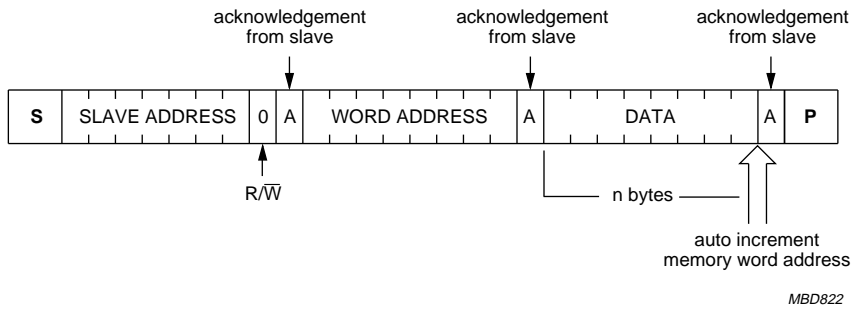 acknowledgement
from slave
acknowledgement
from slave
acknowledgement
from slave
S SLAVE ADDRESS 0 A WORD ADDRESS A DATA A P
R/W̅
n bytes
auto increment
memory word address
MBD822